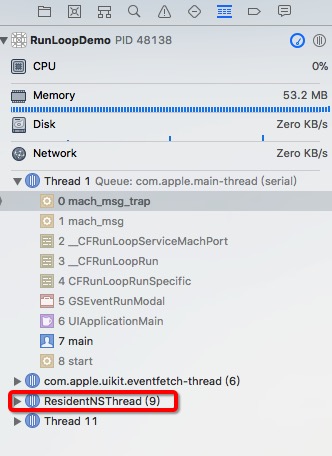 RunLoopDemo PID 48138
CPU 0%
Memory 53.2 MB
Disk Zero KB/s
Network Zero KB/s
Thread 1 Queue: com.apple.main-thread (serial)
0 mach_msg_trap
1 mach_msg
2 __CFRunLoopServiceMachPort
3 __CFRunLoopRun
4 CFRunLoopRunSpecific
5 GSEventRunModal
6 UIApplicationMain
7 main
8 start
com.apple.uikit.eventfetch-thread (6)
ResidentNSThread (9)
Thread 11